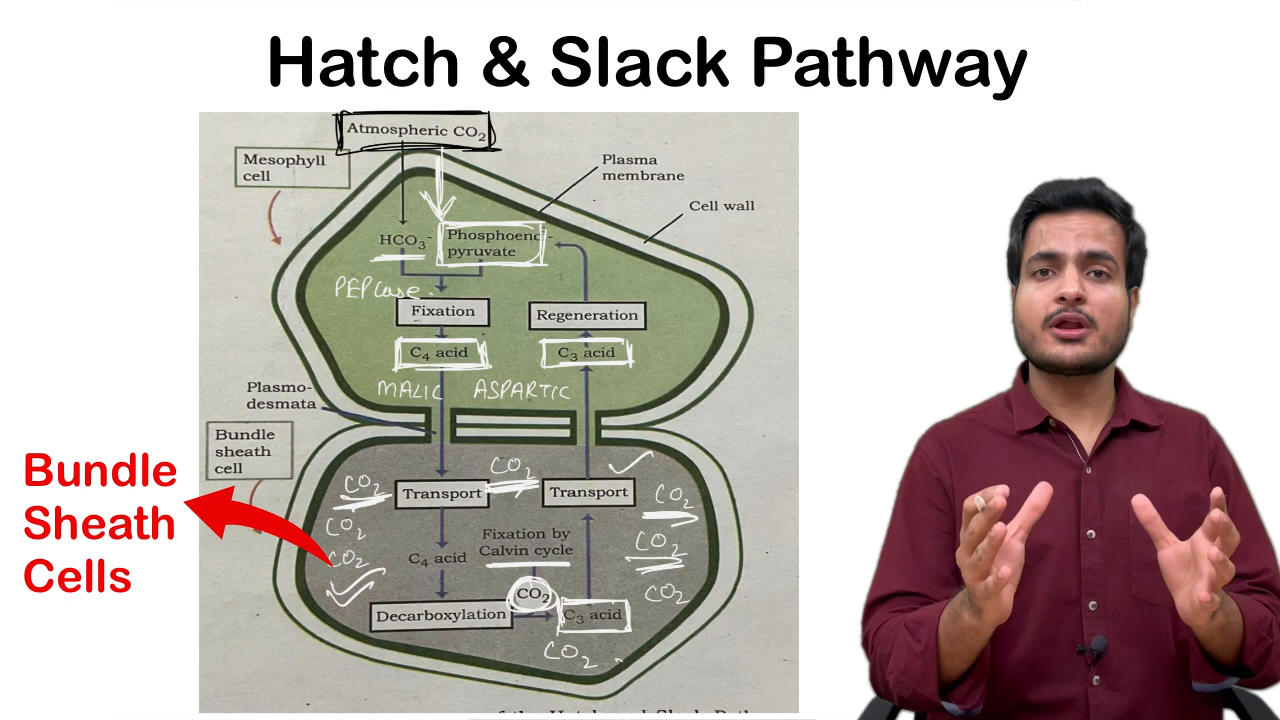 Hatch & Slack Pathway
Atmospheric CO₂
Mesophyll
cell
Plasma
membrane
Cell wall
HCO₃⁻
Phosphoenol-
pyruvate
PEPCase.
Fixation
Regeneration
C₄ acid
C₃ acid
MALIC
ASPARTIC
Plasmo-
desmata
Bundle
sheath
cell
Bundle
Sheath
Cells
CO₂
CO₂
CO₂
Transport
CO₂
Transport
CO₂
CO₂
CO₂
Fixation by
Calvin cycle
C₄ acid
CO₂
Decarboxylation
C₃ acid
CO₂